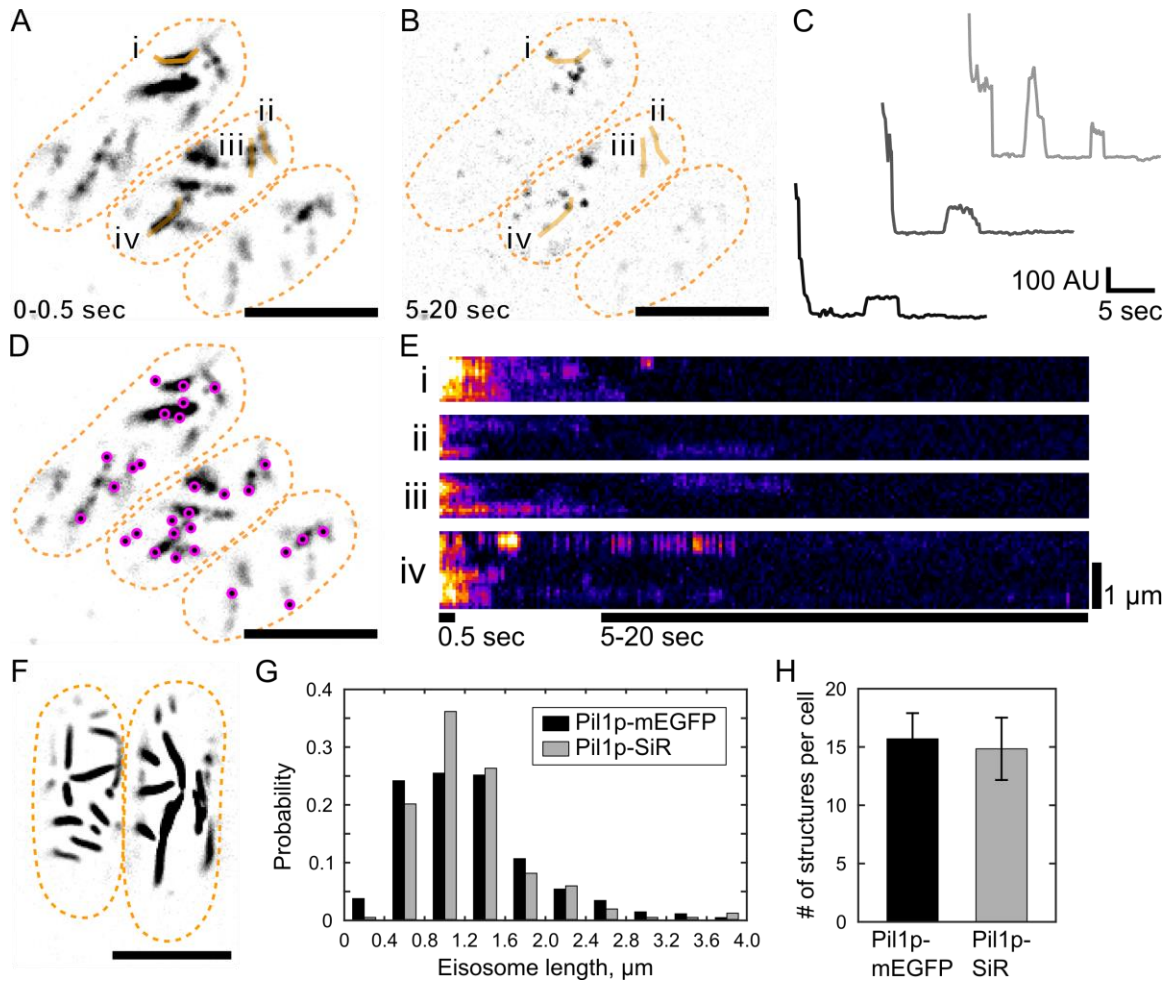 A
i
ii
iii
iv
0-0.5 sec
B
i
ii
iii
iv
5-20 sec
C
100 AU
5 sec
D
E
i
ii
iii
iv
1 μm
0.5 sec
5-20 sec
F
G
0.4
0.3
0.2
0.1
0
Probability
Pil1p-mEGFP
Pil1p-SiR
0 0.4 0.8 1.2 1.6 2.0 2.4 2.8 3.2 3.6 4.0
Eisosome length, μm
H
20
15
10
5
0
# of structures per cell
Pil1p-
mEGFP
Pil1p-
SiR